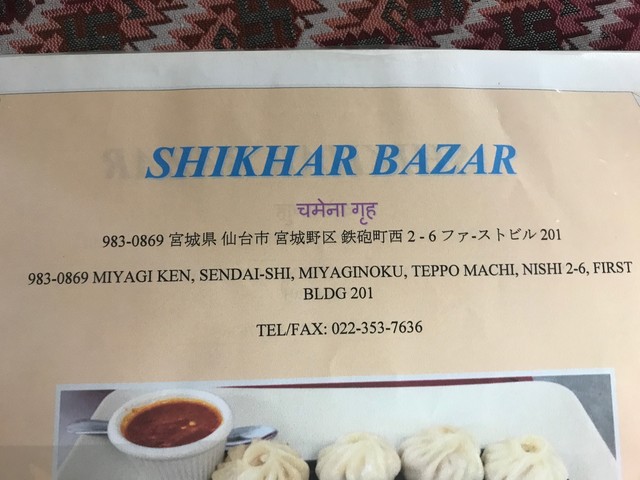 SHIKHAR BAZAR
चमेना गृह
983-0869 宮城県 仙台市 宮城野区 鉄砲町西 2 - 6 ファ-ストビル 201
983-0869 MIYAGI KEN, SENDAI-SHI, MIYAGINOKU, TEPPO MACHI, NISHI 2-6, FIRST
BLDG 201
TEL/FAX: 022-353-7636